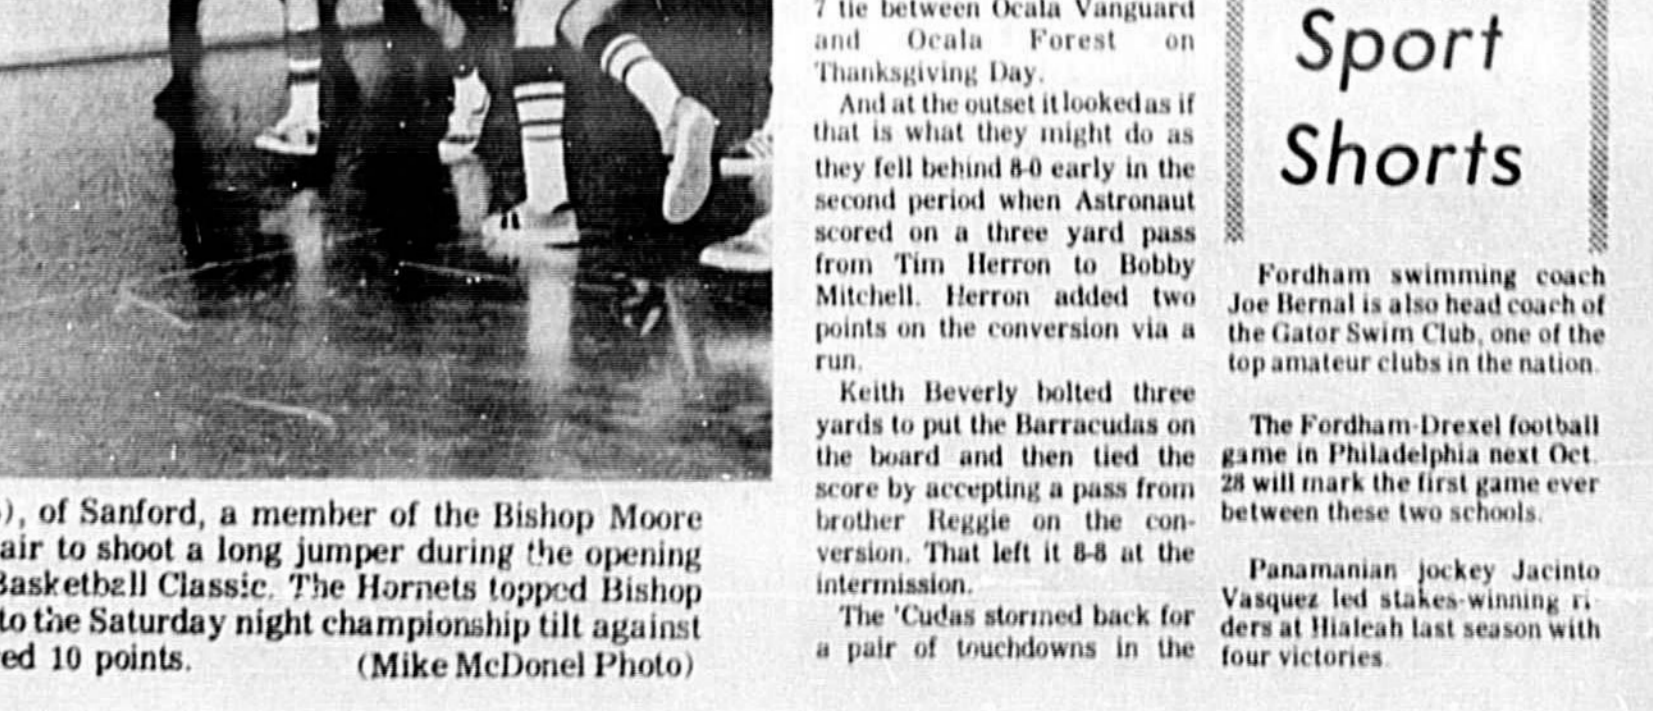 ), of Sanford, a member of the Bishop Moore
air to shoot a long jumper during the opening
Basketball Classic. The Hornets topped Bishop
to the Saturday night championship tilt against
ed 10 points. (Mike McDonel Photo)
7 tie between Ocala Vanguard
and Ocala Forest on
Thanksgiving Day.
And at the outset it looked as if
that is what they might do as
they fell behind 8-0 early in the
second period when Astronaut
scored on a three yard pass
from Tim Herron to Bobby
Mitchell. Herron added two
points on the conversion via a
run.
Keith Beverly bolted three
yards to put the Barracudas on
the board and then tied the
score by accepting a pass from
brother Reggie on the con-
version. That left it 8-8 at the
intermission.
The 'Cudas stormed back for
a pair of touchdowns in the
Sport
Shorts
Fordham swimming coach
Joe Bernal is also head coach of
the Gator Swim Club, one of the
top amateur clubs in the nation.
The Fordham-Drexel football
game in Philadelphia next Oct.
28 will mark the first game ever
between these two schools.
Panamanian jockey Jacinto
Vasquez led stakes-winning ri-
ders at Hialeah last season with
four victories.